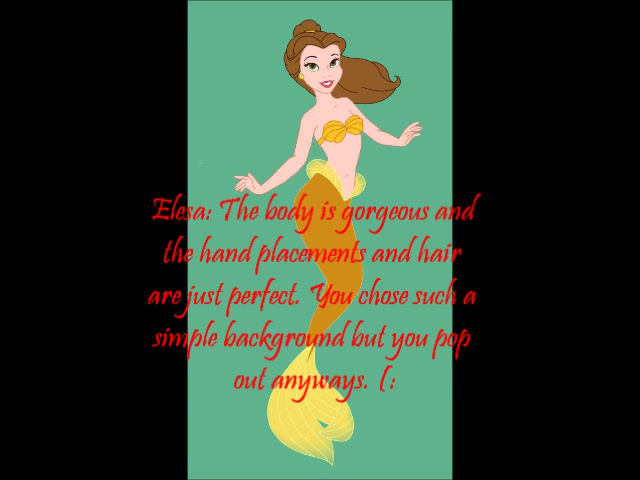 Elesa: The body is gorgeous and
the hand placements and hair
are just perfect. You chose such a
simple background but you pop
out anyways. (: